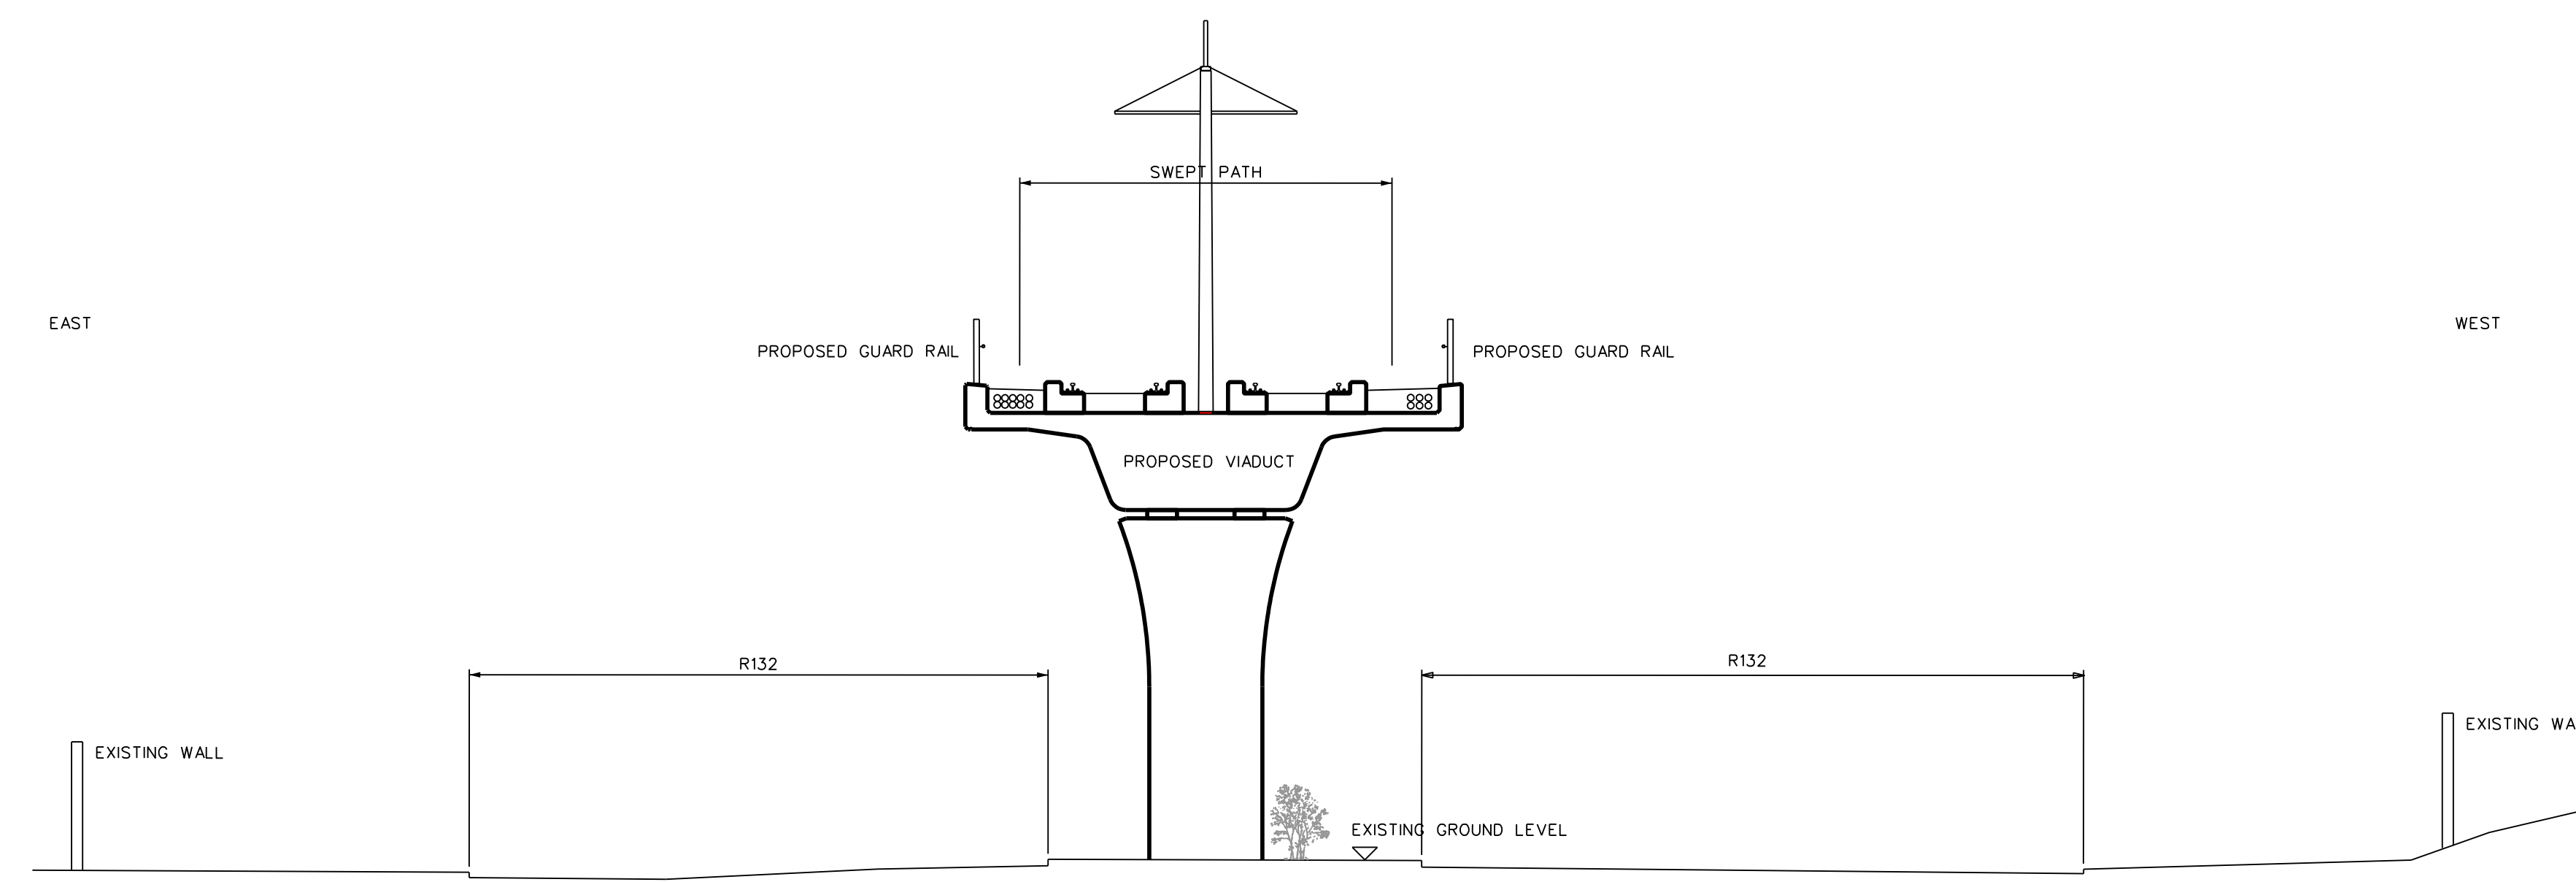 SWEPT PATH
EAST
WEST
PROPOSED GUARD RAIL
PROPOSED GUARD RAIL
PROPOSED VIADUCT
R132
R132
EXISTING WALL
EXISTING
EXISTING GROUND LEVEL